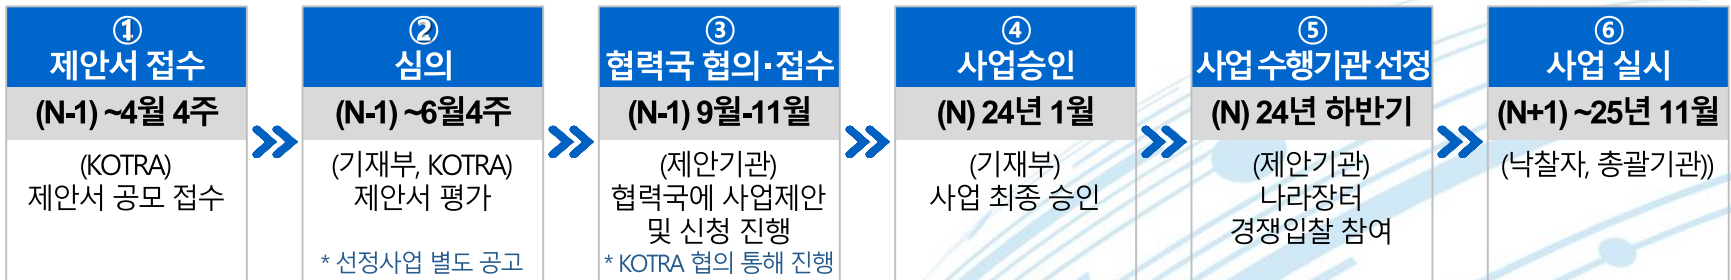 ①
제안서 접수
(N-1) ~4월 4주
(KOTRA)
제안서 공모 접수
②
심의
(N-1) ~6월4주
(기재부, KOTRA)
제안서 평가
* 선정사업 별도 공고
③
협력국 협의·접수
(N-1) 9월-11월
(제안기관)
협력국에 사업제안
및 신청 진행
* KOTRA 협의 통해 진행
④
사업승인
(N) 24년 1월
(기재부)
사업 최종 승인
⑤
사업 수행기관 선정
(N) 24년 하반기
(제안기관)
나라장터
경쟁입찰 참여
⑥
사업 실시
(N+1) ~25년 11월
(낙찰자, 총괄기관))